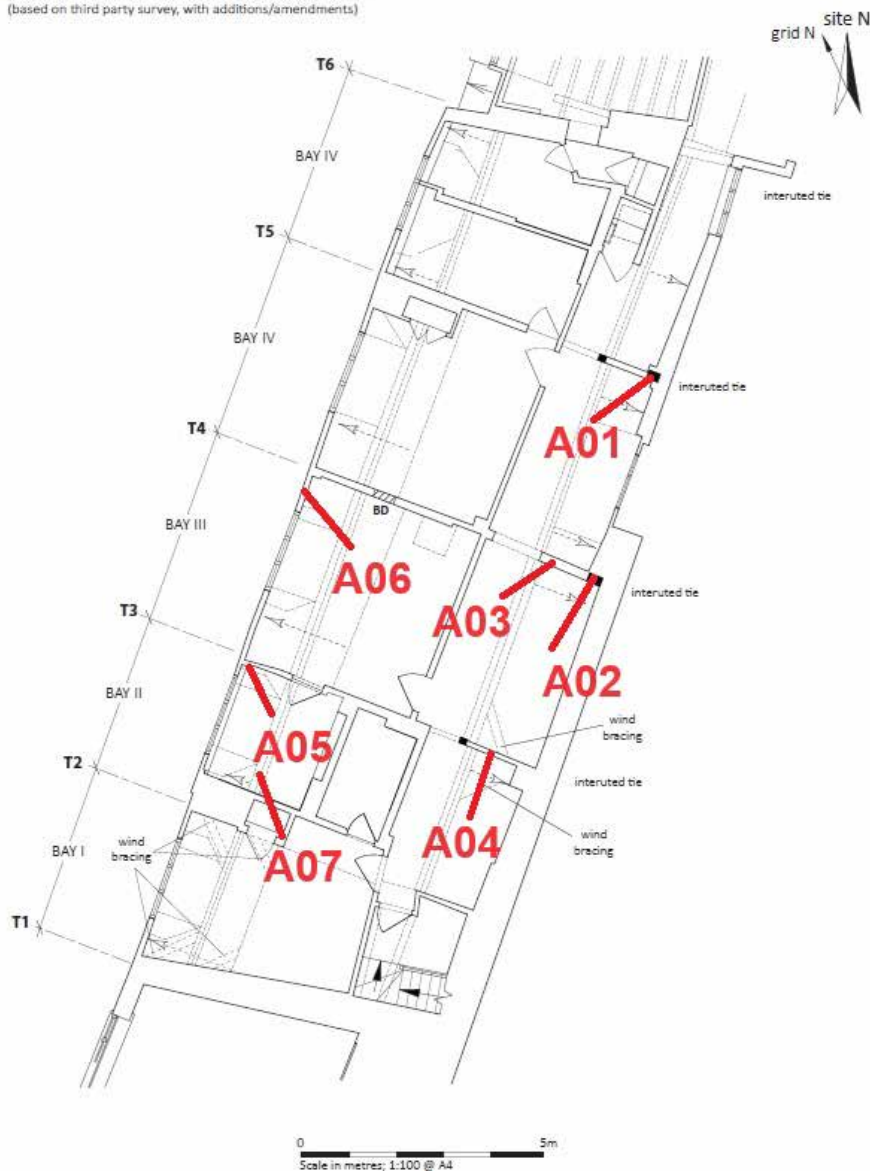 (based on third party survey, with additions/amendments)
site N
grid N
T6
BAY IV
interuted tie
T5
BAY IV
interuted tie
A01
T4
BD
BAY III
A06
A03
interuted tie
T3
A02
BAY II
wind
bracing
A05
T2
interuted tie
wind
bracing
A04
wind
bracing
BAY I
A07
T1
0
5m
Scale in metres; 1:100 @ A4